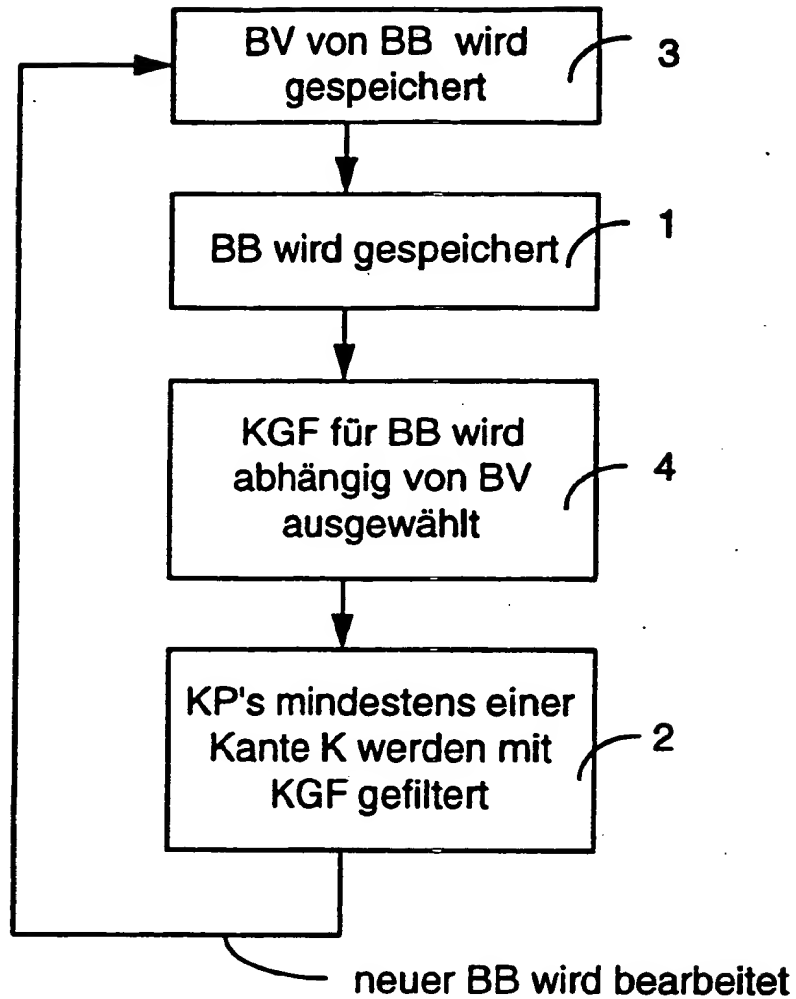 BV von BB wird
gespeichert
3
BB wird gespeichert
1
KGF für BB wird
abhängig von BV
ausgewählt
4
KP's mindestens einer
Kante K werden mit
KGF gefiltert
2
neuer BB wird bearbeitet